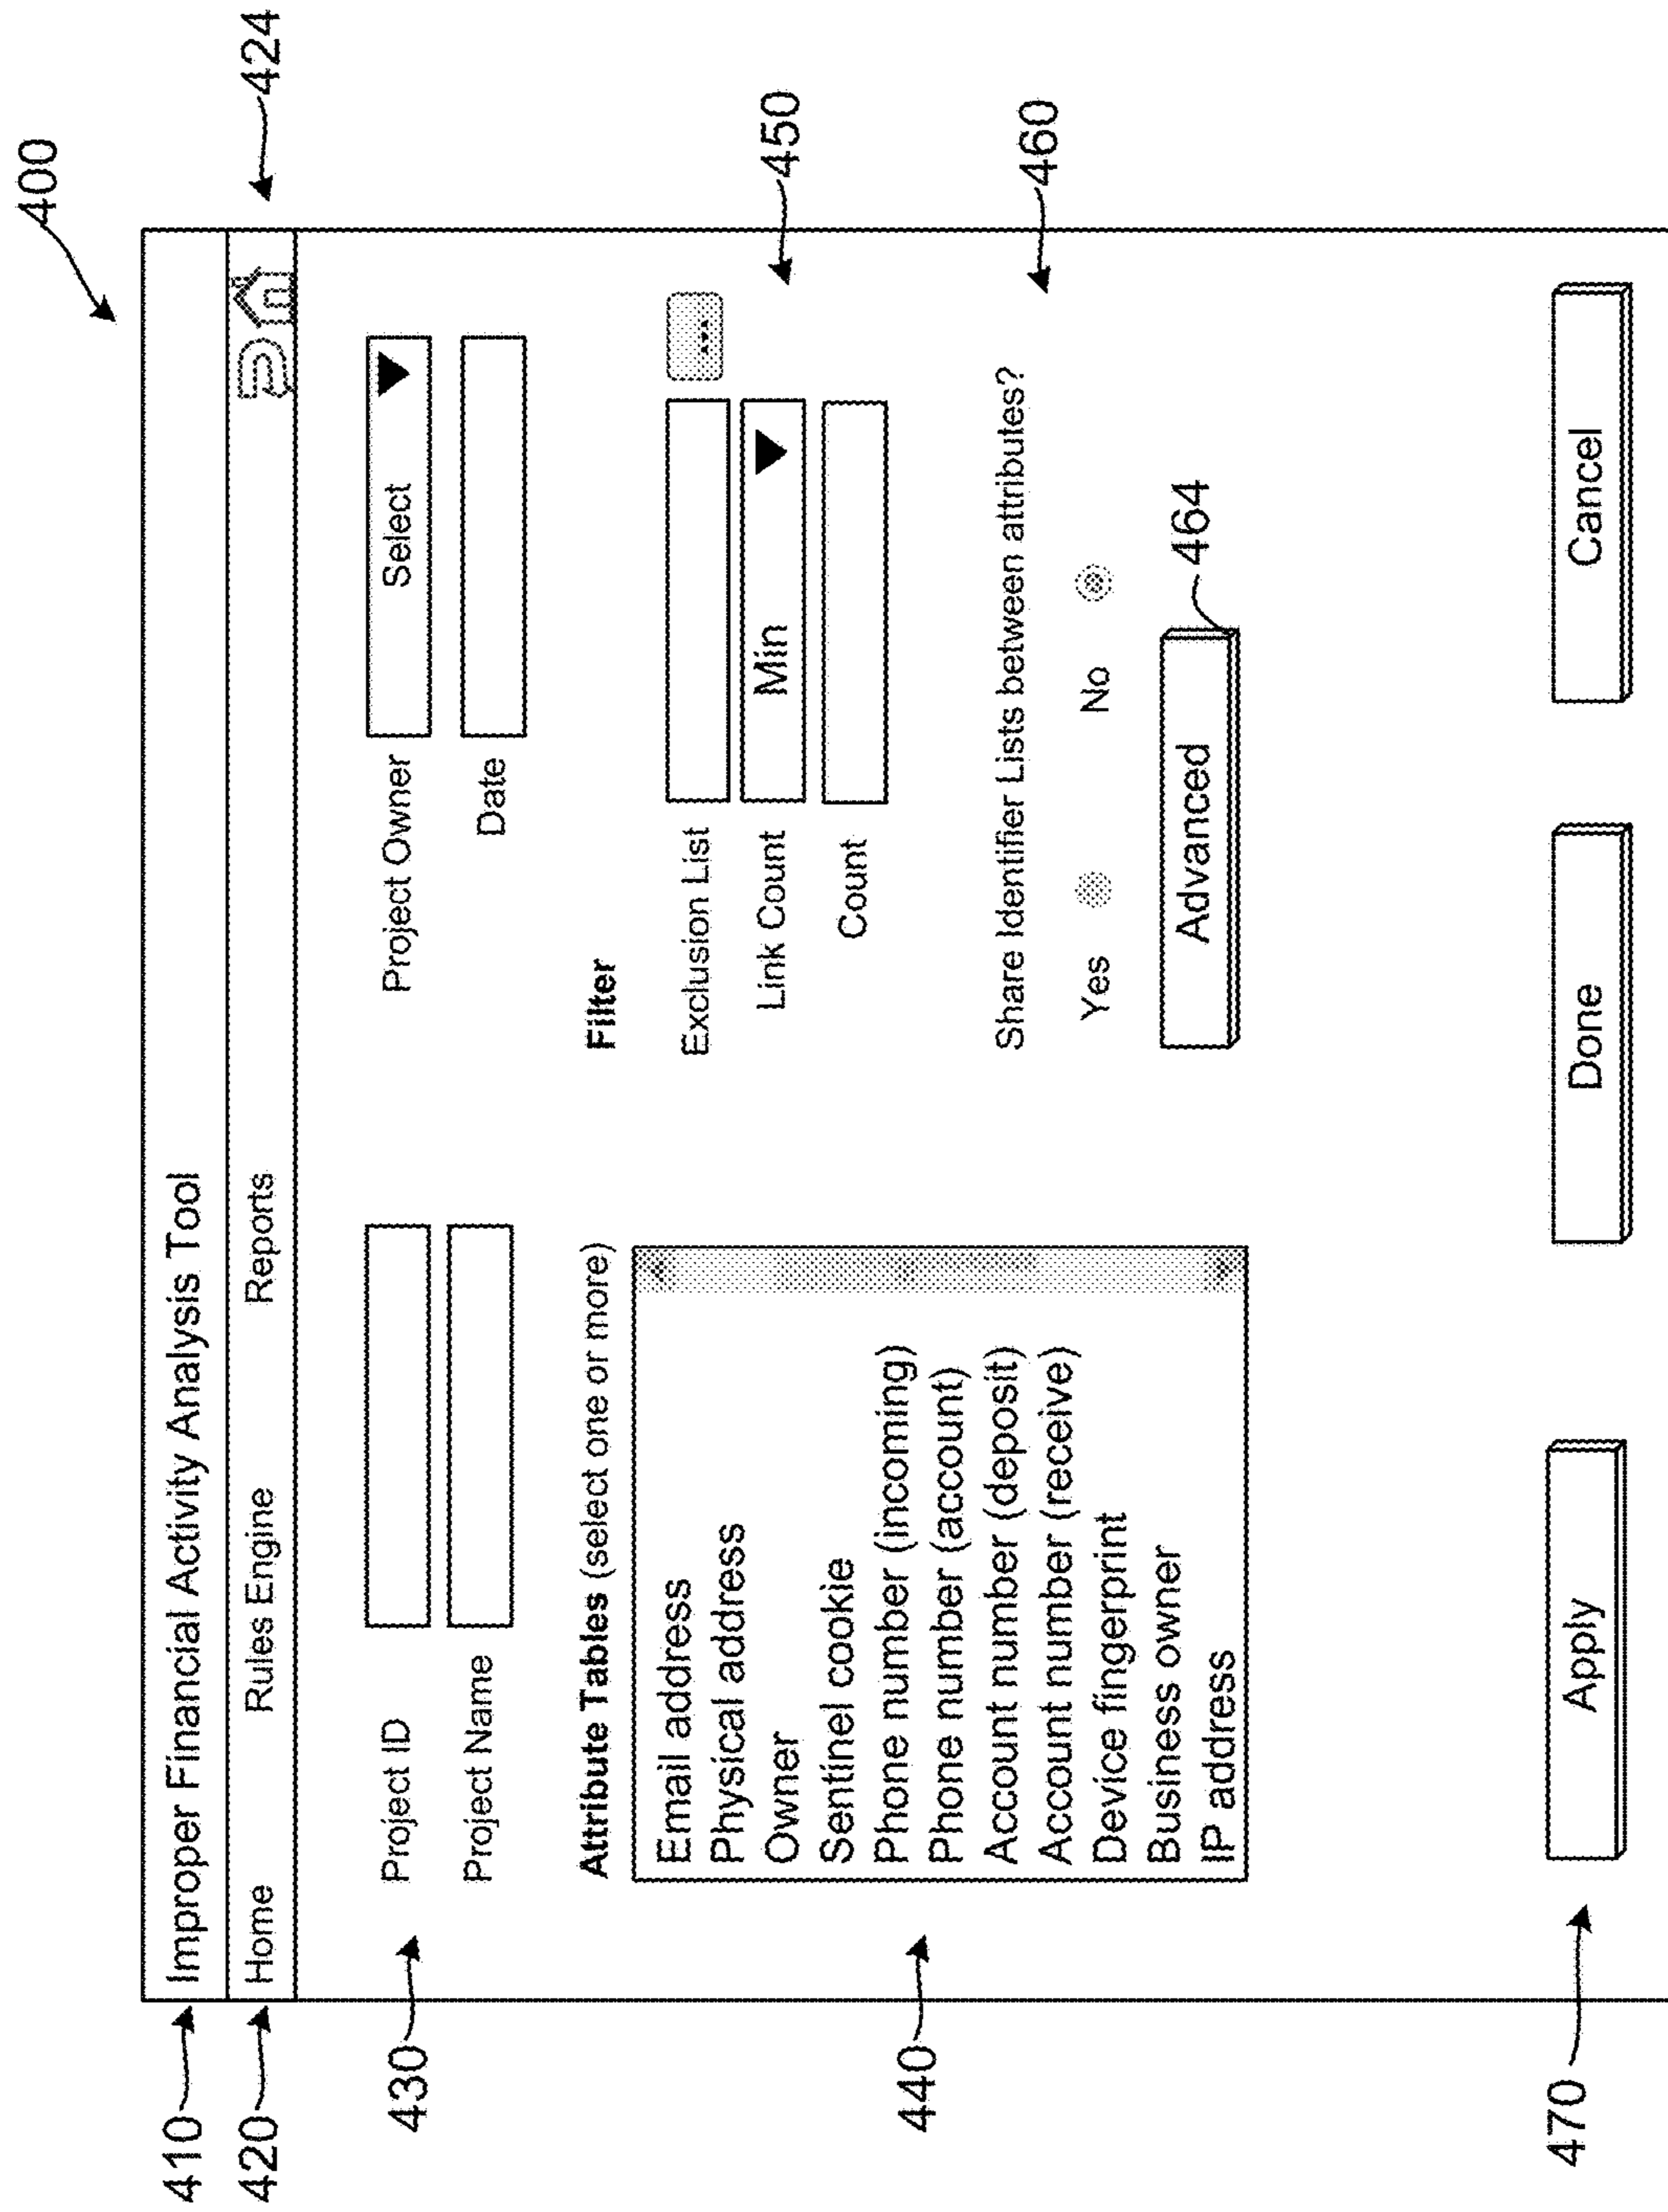 400
410
Improper Financial Activity Analysis Tool
420
Home Rules Engine Reports
424
430
Project ID
Project Owner Select
Project Name
Date
Attribute Tables (select one or more)
Filter
440
Email address
Physical address
Owner
Sentinel cookie
Phone number (incoming)
Phone number (account)
Account number (deposit)
Account number (receive)
Device fingerprint
Business owner
IP address
Exclusion List ...
Link Count Min
450
Count
460
Share Identifier Lists between attributes?
Yes No
Advanced
464
470
Apply Done Cancel